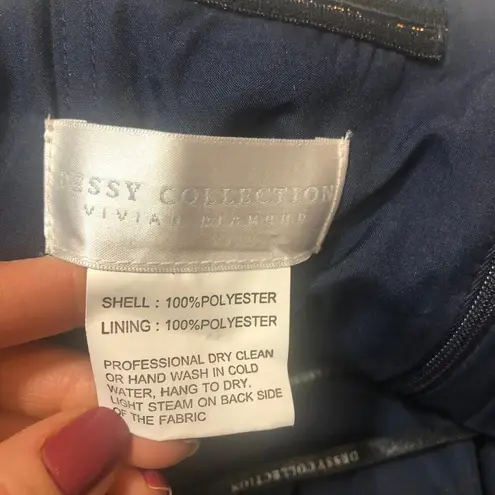 DESSY COLLECTION
VIVIAN DIAMOND
SHELL : 100%POLYESTER
LINING : 100%POLYESTER
PROFESSIONAL DRY CLEAN
OR HAND WASH IN COLD
WATER, HANG TO DRY.
LIGHT STEAM ON BACK SIDE
OF THE FABRIC
DESSYCOLLECTION